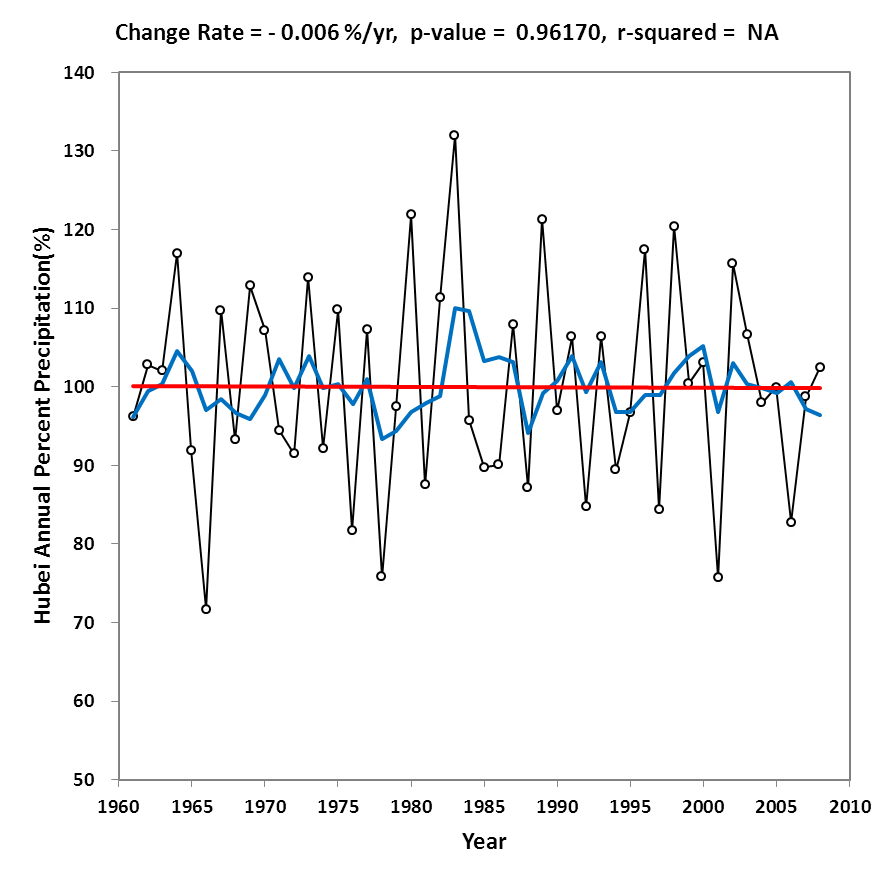 Change Rate = - 0.006 %/yr, p-value = 0.96170, r-squared = NA
140
130
120
110
100
90
80
70
60
50
Hubei Annual Percent Precipitation(%)
1960 1965 1970 1975 1980 1985 1990 1995 2000 2005 2010
Year